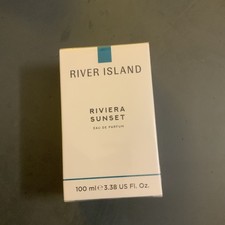 RIVER ISLAND
RIVIERA
SUNSET
EAU DE PARFUM
100 ml ℮ 3.38 US Fl. Oz.